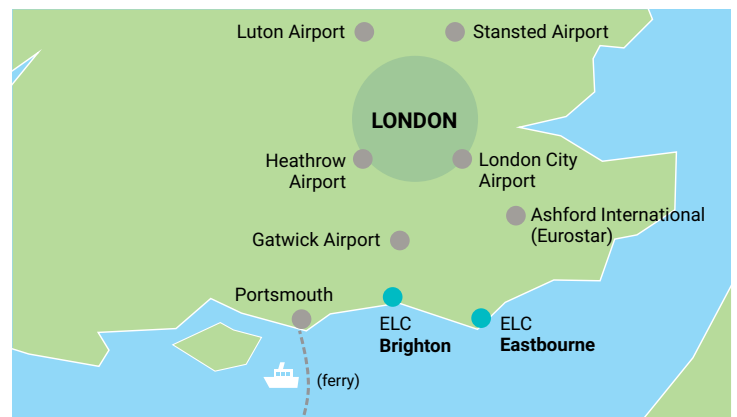 Luton Airport
Stansted Airport
LONDON
Heathrow
Airport
London City
Airport
Ashford International
(Eurostar)
Gatwick Airport
Portsmouth
ELC
Brighton
ELC
Eastbourne
(ferry)